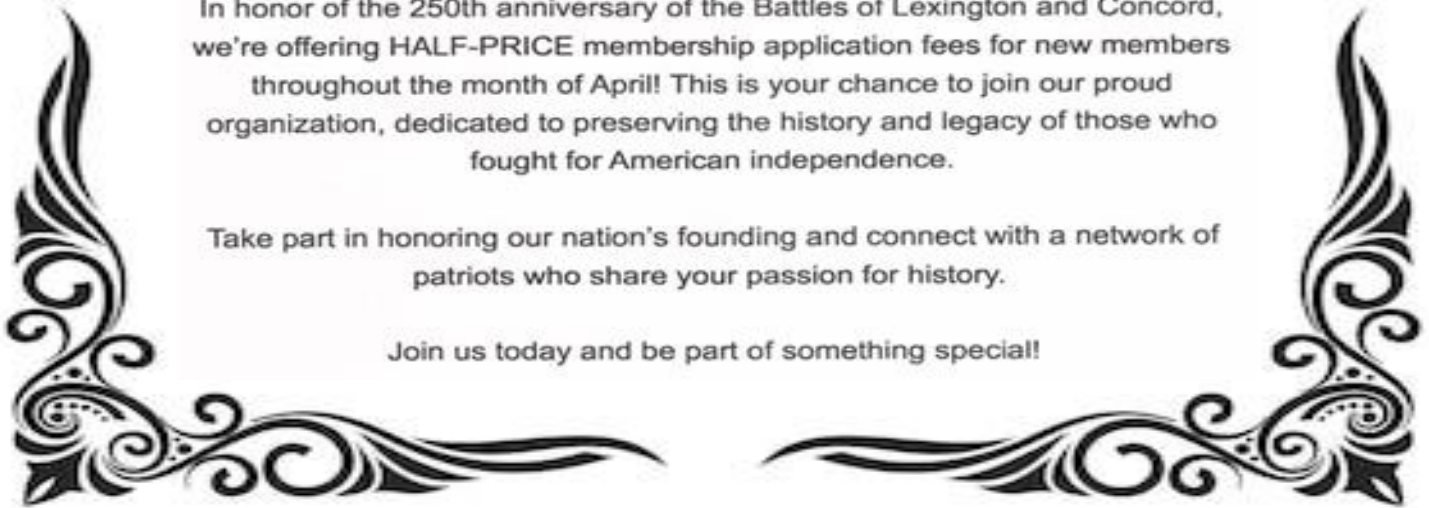 In honor of the 250th anniversary of the Battles of Lexington and Concord,
we're offering HALF-PRICE membership application fees for new members
throughout the month of April! This is your chance to join our proud
organization, dedicated to preserving the history and legacy of those who
fought for American independence.
Take part in honoring our nation's founding and connect with a network of
patriots who share your passion for history.
Join us today and be part of something special!